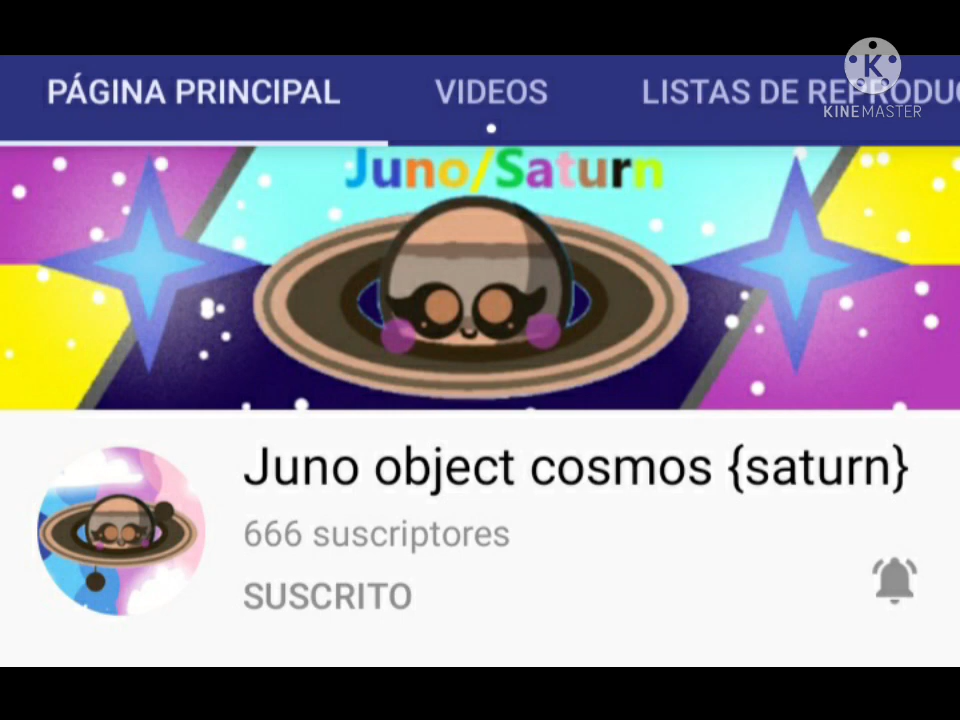 PÁGINA PRINCIPAL VIDEOS LISTAS DE REPRODUC
K
KINEMASTER
Juno/Saturn
Juno object cosmos {saturn}
666 suscriptores
SUSCRITO